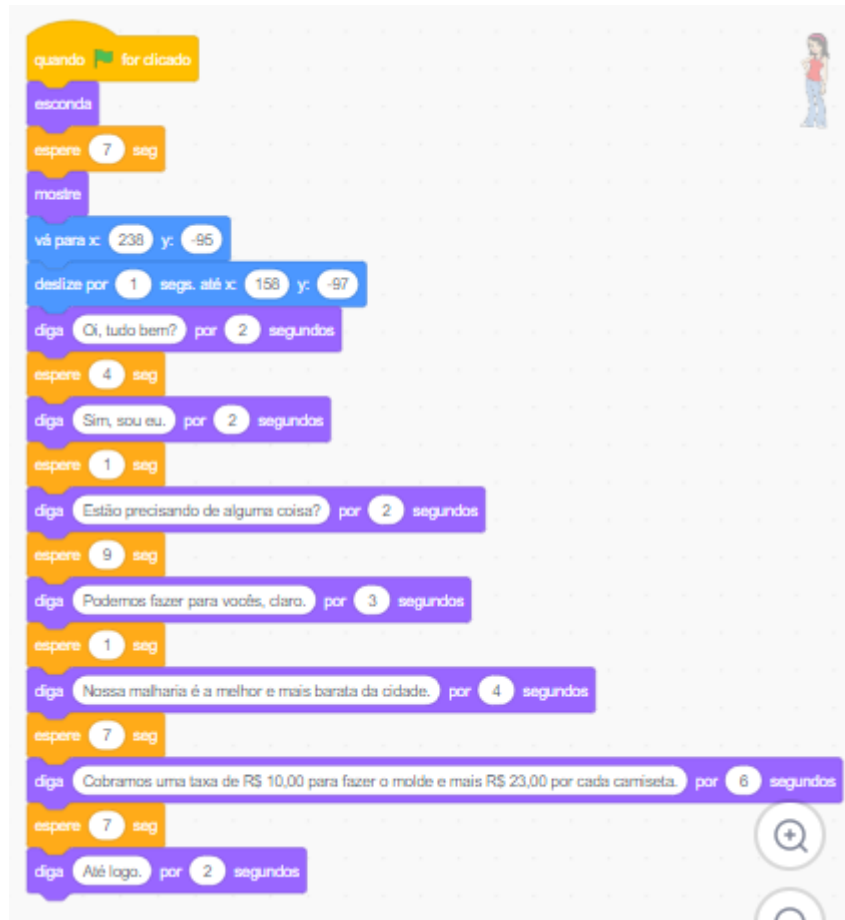 quando for clicado
esconda
espere 7 seg
mostre
vá para x: 238 y: -95
deslize por 1 segs. até x: 158 y: -97
diga Oi, tudo bem? por 2 segundos
espere 4 seg
diga Sim, sou eu. por 2 segundos
espere 1 seg
diga Estão precisando de alguma coisa? por 2 segundos
espere 9 seg
diga Podemos fazer para vocês, claro. por 3 segundos
espere 1 seg
diga Nossa malharia é a melhor e mais barata da cidade. por 4 segundos
espere 7 seg
diga Cobramos uma taxa de R$ 10,00 para fazer o molde e mais R$ 23,00 por cada camiseta. por 6 segundos
espere 7 seg
diga Até logo. por 2 segundos